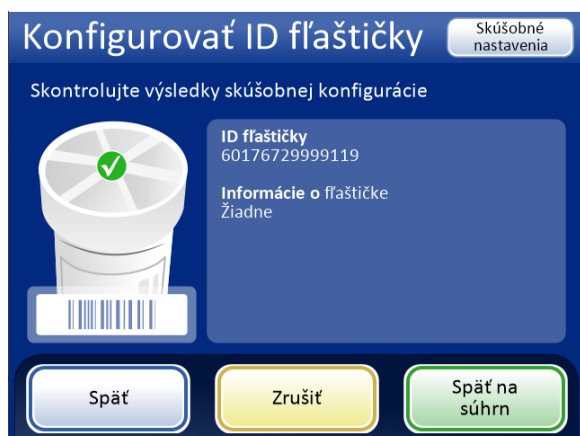 Konfigurovať ID fľaštičky
Skúšobné
nastavenia
Skontrolujte výsledky skúšobnej konfigurácie
ID fľaštičky
60176729999119
Informácie o fľaštičke
Žiadne
Späť
Zrušiť
Späť na
súhrn